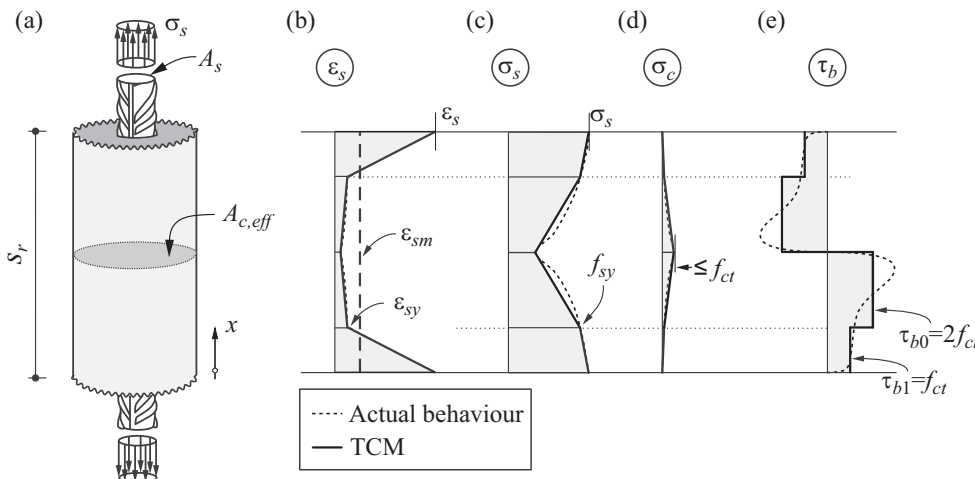 (a) (b) (c) (d) (e)
σs
As
εs σs σc τb
εs σs
Ac,eff
sr
εsm
fsy
≤ fct
εsy
x
τb0=2fct
τb1=fct
Actual behaviour
TCM